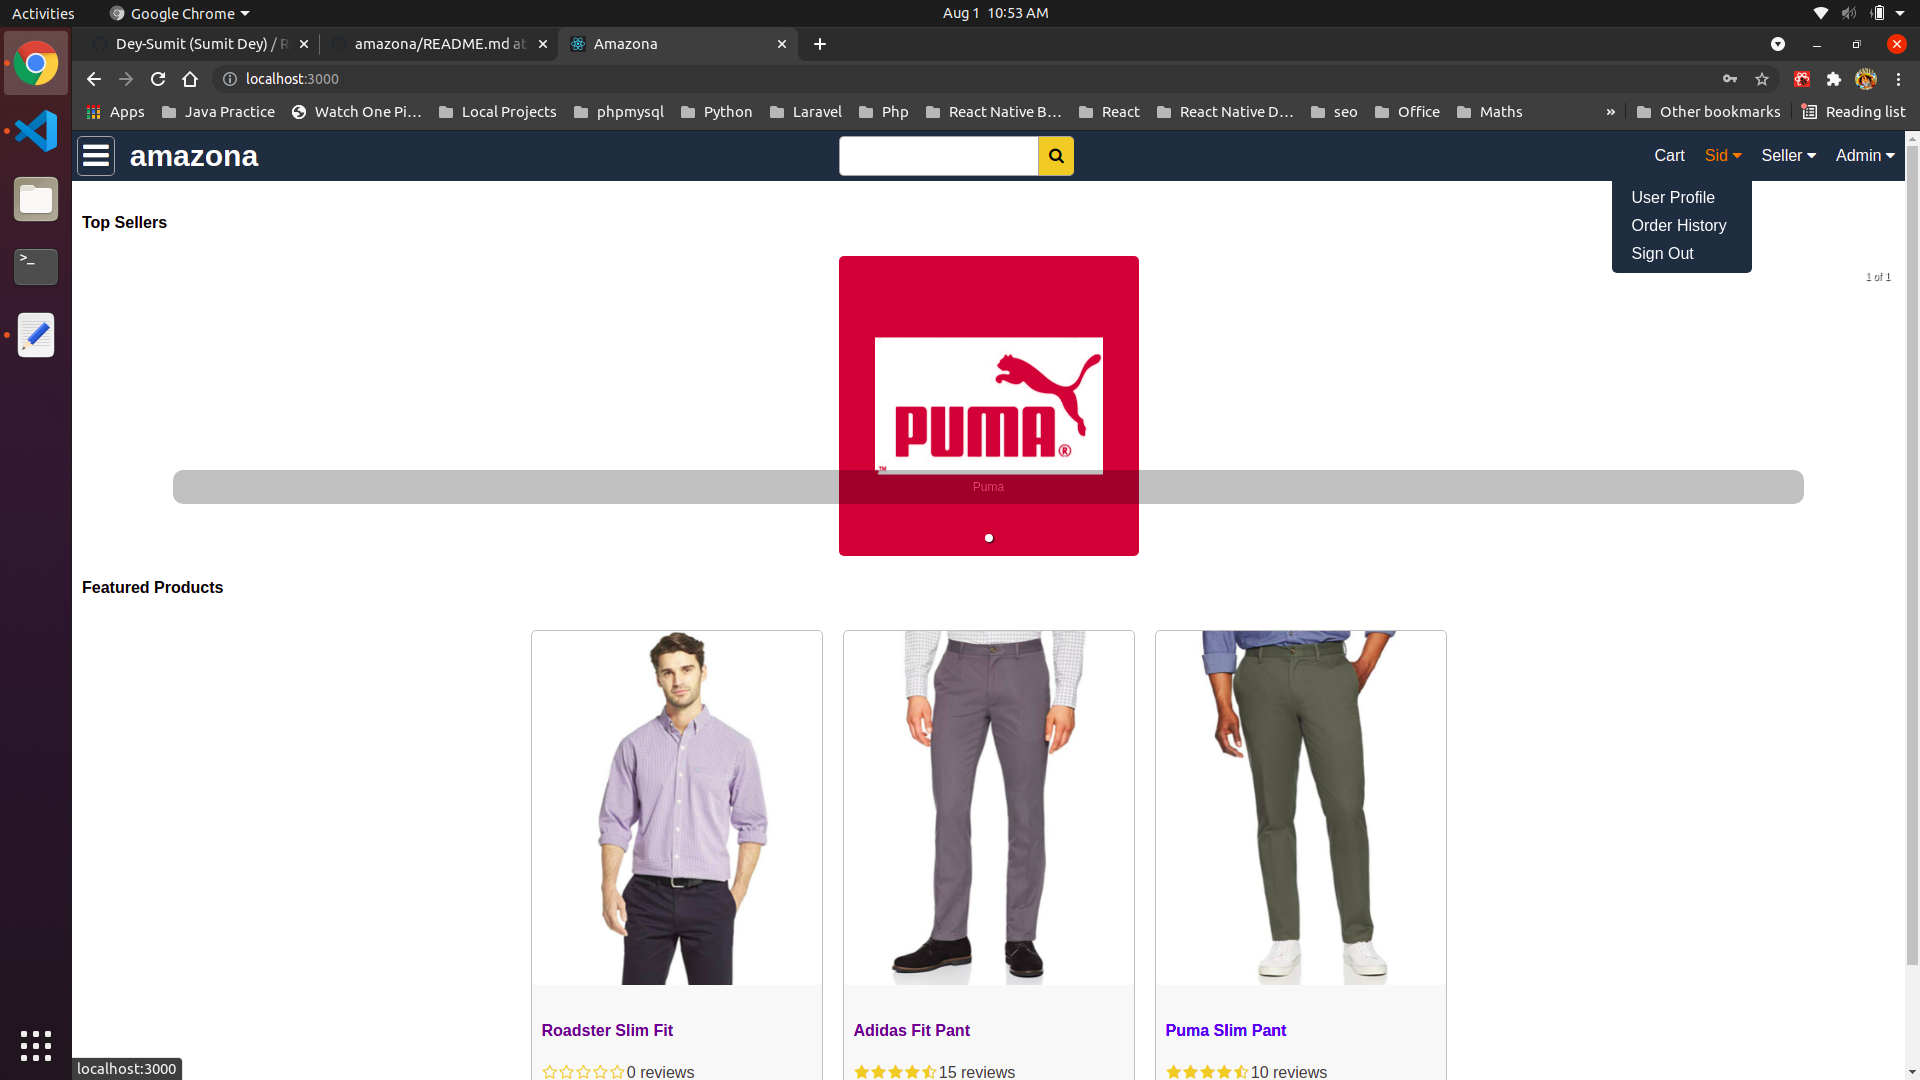 Activities
Google Chrome
Aug 1 10:53 AM
Dey-Sumit (Sumit Dey) / R
amazona/README.md at
Amazona
localhost:3000
Apps
Java Practice
Watch One Pi…
Local Projects
phpmysql
Python
Laravel
Php
React Native B…
React
React Native D…
seo
Office
Maths
»
Other bookmarks
Reading list
amazona
Cart
Sid
Seller
Admin
User Profile
Order History
Sign Out
Top Sellers
1 of 1
PUMA®
TM
Puma
Featured Products
Roadster Slim Fit
Adidas Fit Pant
Puma Slim Pant
0 reviews
15 reviews
10 reviews
localhost:3000